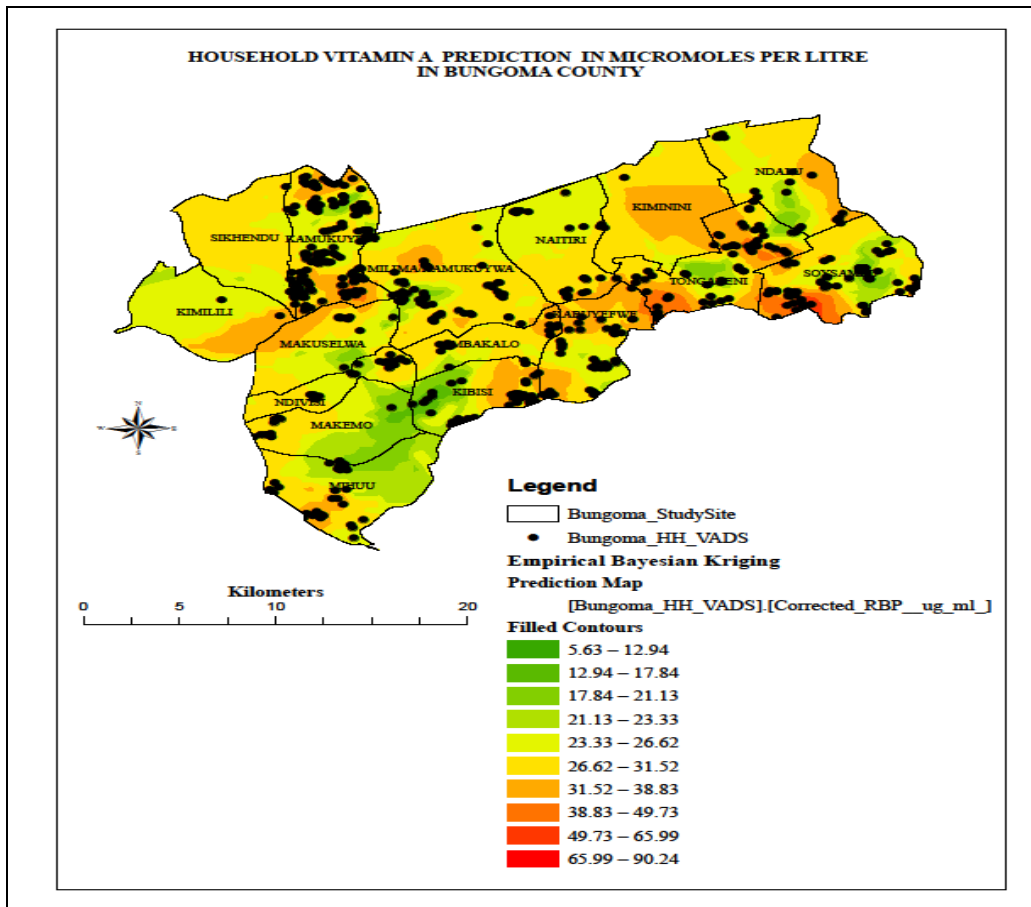 HOUSEHOLD VITAMIN A PREDICTION IN MICROMOLES PER LITRE
IN BUNGOMA COUNTY
NDALU
KIMININI
SIKHENDU
NAITIRI
MILIMA
KAMUKUYWA
SOYSAMBU
TONGARENI
KIMILILI
KABUYEFWE
MAKUSELWA
MBAKALO
KIBISI
NDIVISI
MAKEMO
MIHUU
N
W
E
S
Legend
Bungoma_StudySite
Bungoma_HH_VADS
Empirical Bayesian Kriging
Prediction Map
[Bungoma_HH_VADS].[Corrected_RBP__ug_ml_]
Filled Contours
5.63 – 12.94
12.94 – 17.84
17.84 – 21.13
21.13 – 23.33
23.33 – 26.62
26.62 – 31.52
31.52 – 38.83
38.83 – 49.73
49.73 – 65.99
65.99 – 90.24
Kilometers
0 5 10 20